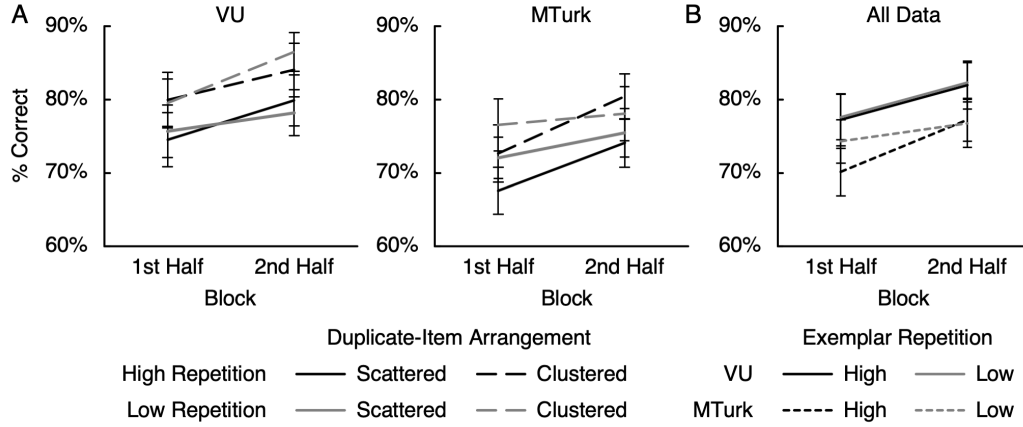 A
VU
MTurk
B
All Data
90%
80%
70%
60%
% Correct
1st Half
2nd Half
Block
90%
80%
70%
60%
1st Half
2nd Half
Block
90%
80%
70%
60%
1st Half
2nd Half
Block
Duplicate-Item Arrangement
High Repetition Scattered Clustered
Low Repetition Scattered Clustered
Exemplar Repetition
VU High Low
MTurk High Low